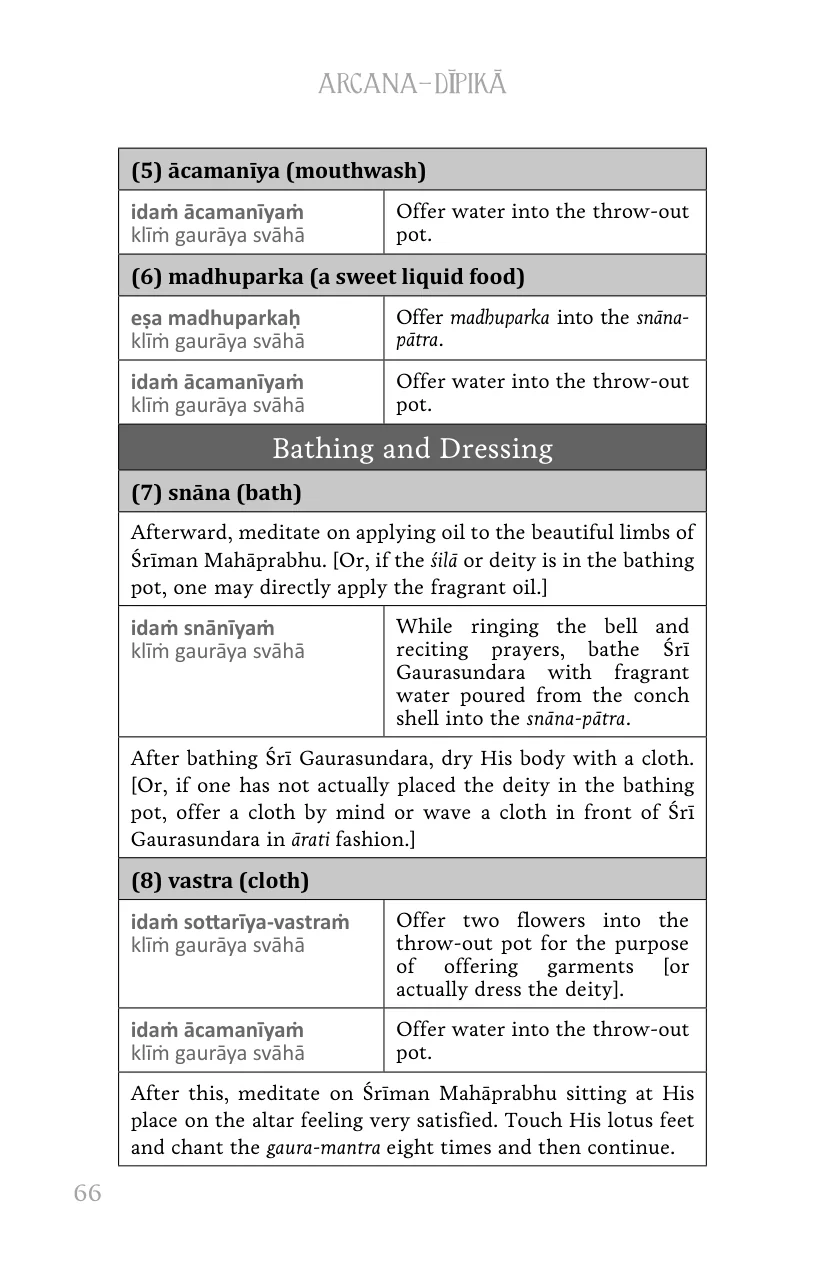 ARCANA–DĪPIKĀ
(5) ācamanīya (mouthwash)
idaṁ ācamanīyaṁ
klīṁ gaurāya svāhā
Offer water into the throw-out
pot.
(6) madhuparka (a sweet liquid food)
eṣa madhuparkaḥ
klīṁ gaurāya svāhā
Offer madhuparka into the snāna-
pātra.
idaṁ ācamanīyaṁ
klīṁ gaurāya svāhā
Offer water into the throw-out
pot.
Bathing and Dressing
(7) snāna (bath)
Afterward, meditate on applying oil to the beautiful limbs of
Śrīman Mahāprabhu. [Or, if the śilā or deity is in the bathing
pot, one may directly apply the fragrant oil.]
idaṁ snānīyaṁ
klīṁ gaurāya svāhā
While ringing the bell and
reciting prayers, bathe Śrī
Gaurasundara with fragrant
water poured from the conch
shell into the snāna-pātra.
After bathing Śrī Gaurasundara, dry His body with a cloth.
[Or, if one has not actually placed the deity in the bathing
pot, offer a cloth by mind or wave a cloth in front of Śrī
Gaurasundara in ārati fashion.]
(8) vastra (cloth)
idaṁ sottarīya-vastraṁ
klīṁ gaurāya svāhā
Offer two flowers into the
throw-out pot for the purpose
of offering garments [or
actually dress the deity].
idaṁ ācamanīyaṁ
klīṁ gaurāya svāhā
Offer water into the throw-out
pot.
After this, meditate on Śrīman Mahāprabhu sitting at His
place on the altar feeling very satisfied. Touch His lotus feet
and chant the gaura-mantra eight times and then continue.
66